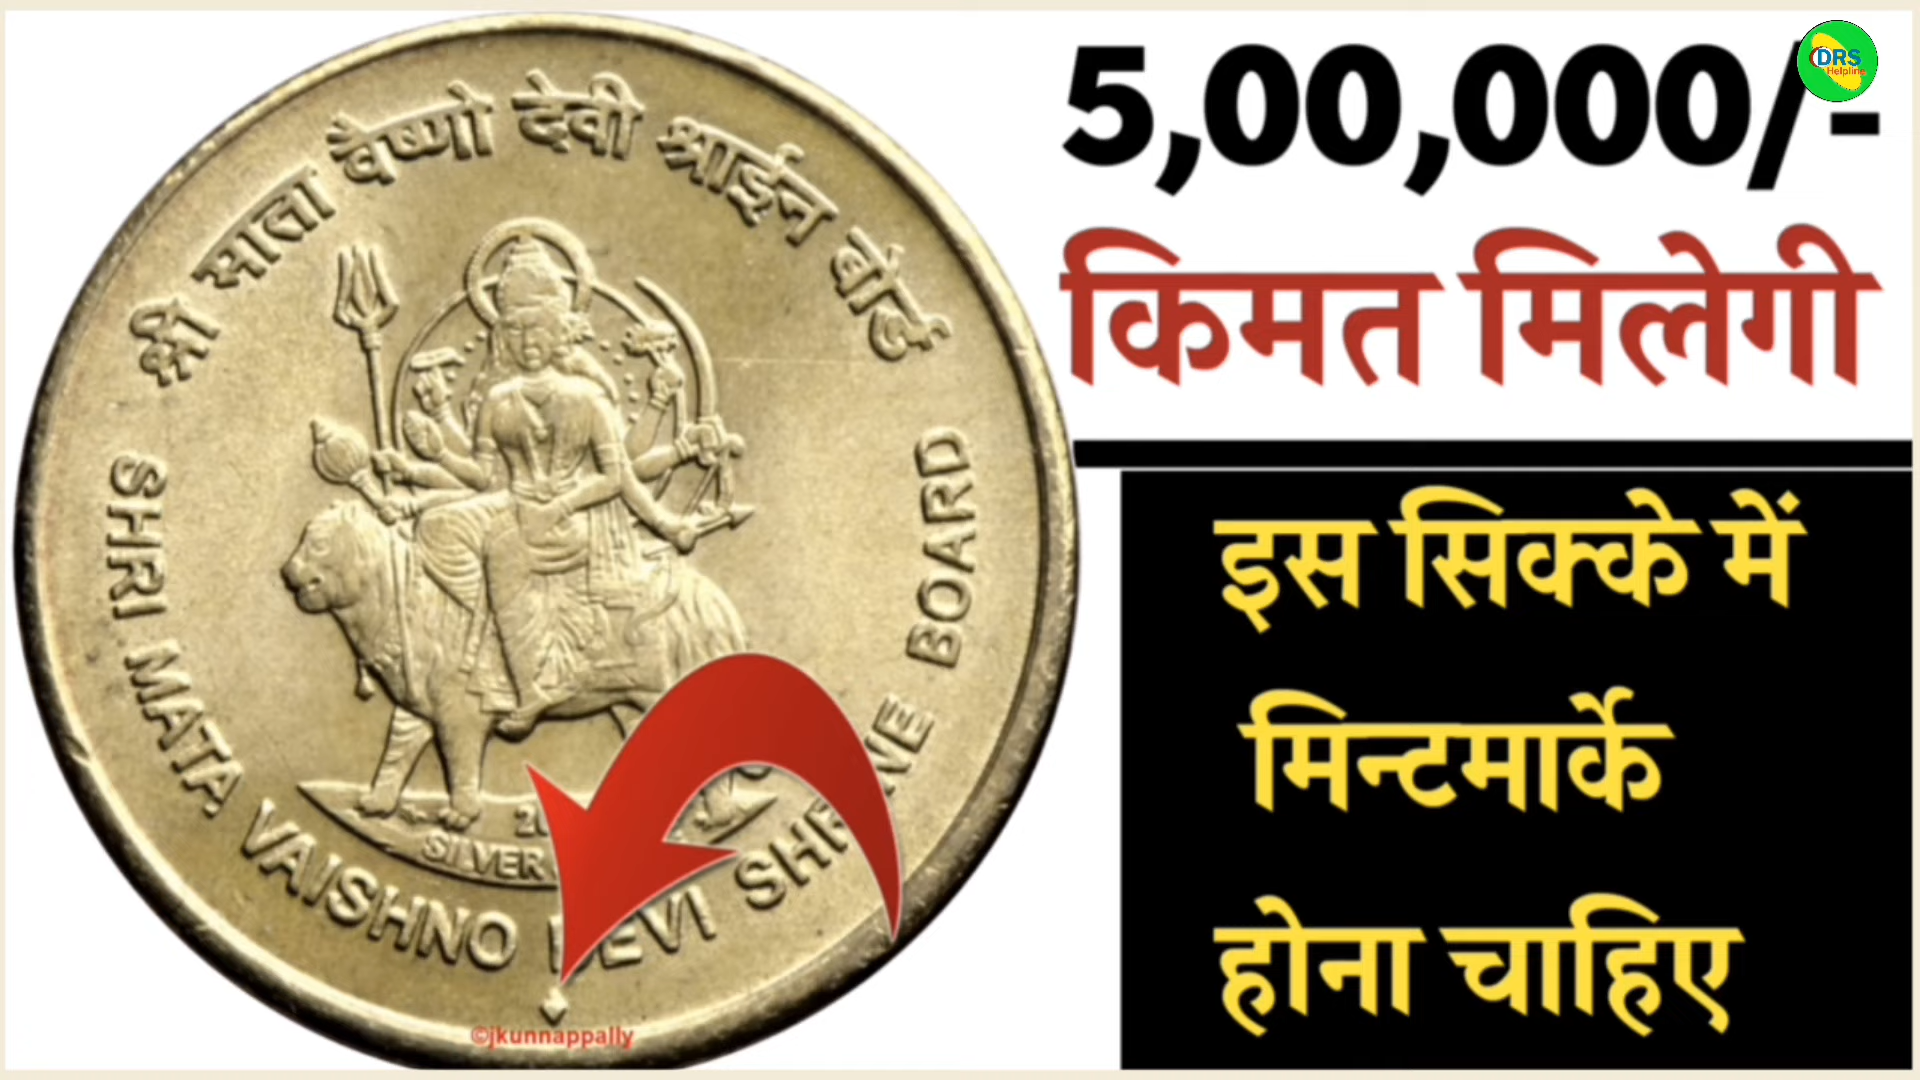 श्री माता वैष्णो देवी श्राईन बोर्ड
SHRI MATA VAISHNO DEVI SHRINE BOARD
SILVER
©jkunnappally
5,00,000/-
किमत मिलेगी
DRS
Helpline
इस सिक्के में
मिन्टमार्के
होना चाहिए